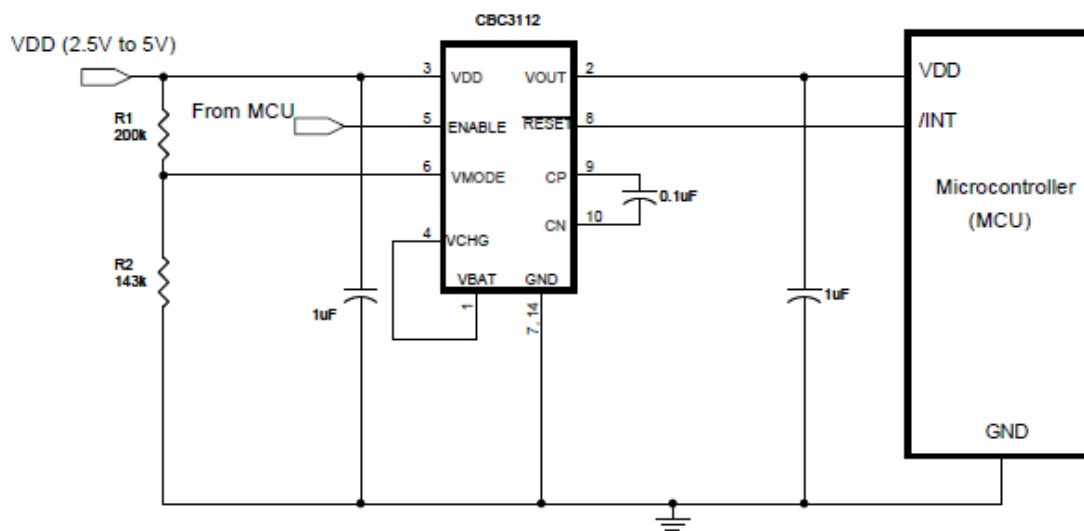 CBC3112
VDD (2.5V to 5V)
3
VDD
VOUT
2
VDD
R1
200k
From MCU
5
ENABLE
RESET
8
/INT
6
VMODE
CP
9
0.1uF
CN
10
Microcontroller
(MCU)
4
VCHG
R2
143k
VBAT
GND
1uF
1
7, 14
1uF
GND